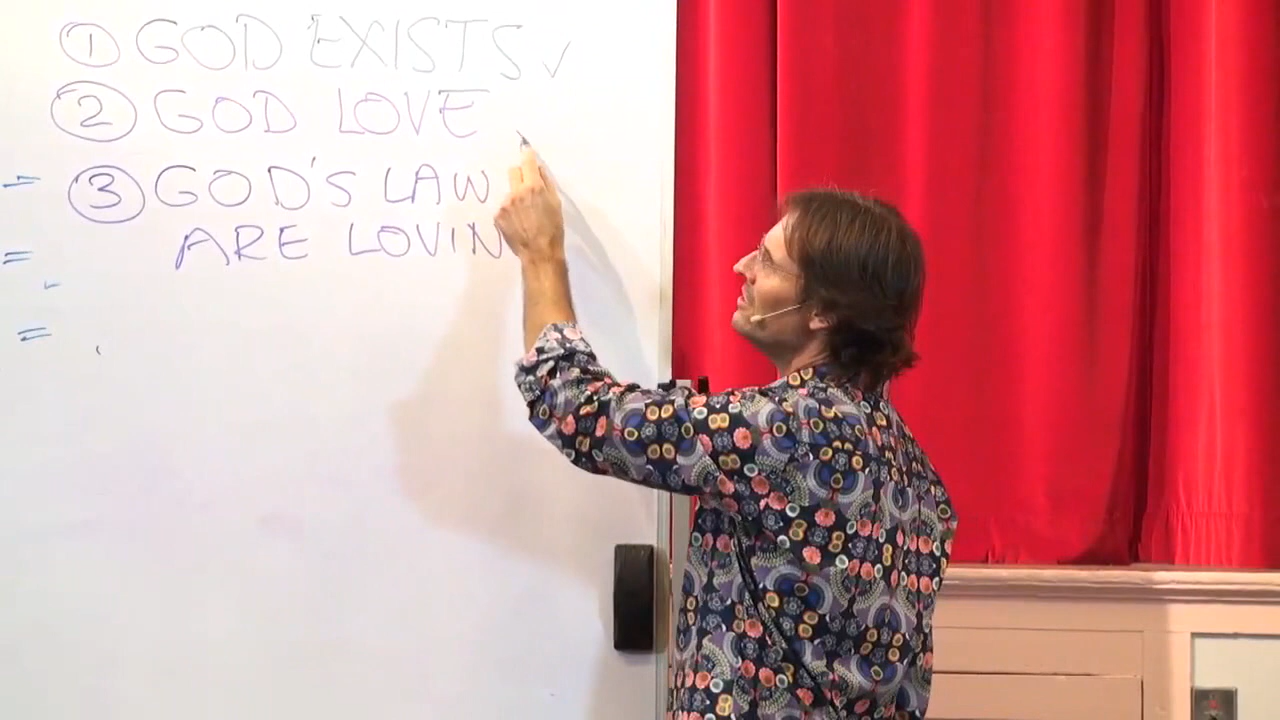 ① GOD EXISTS ✓
② GOD LOVE
= ③ GOD'S LAW
= ARE LOVIN
=